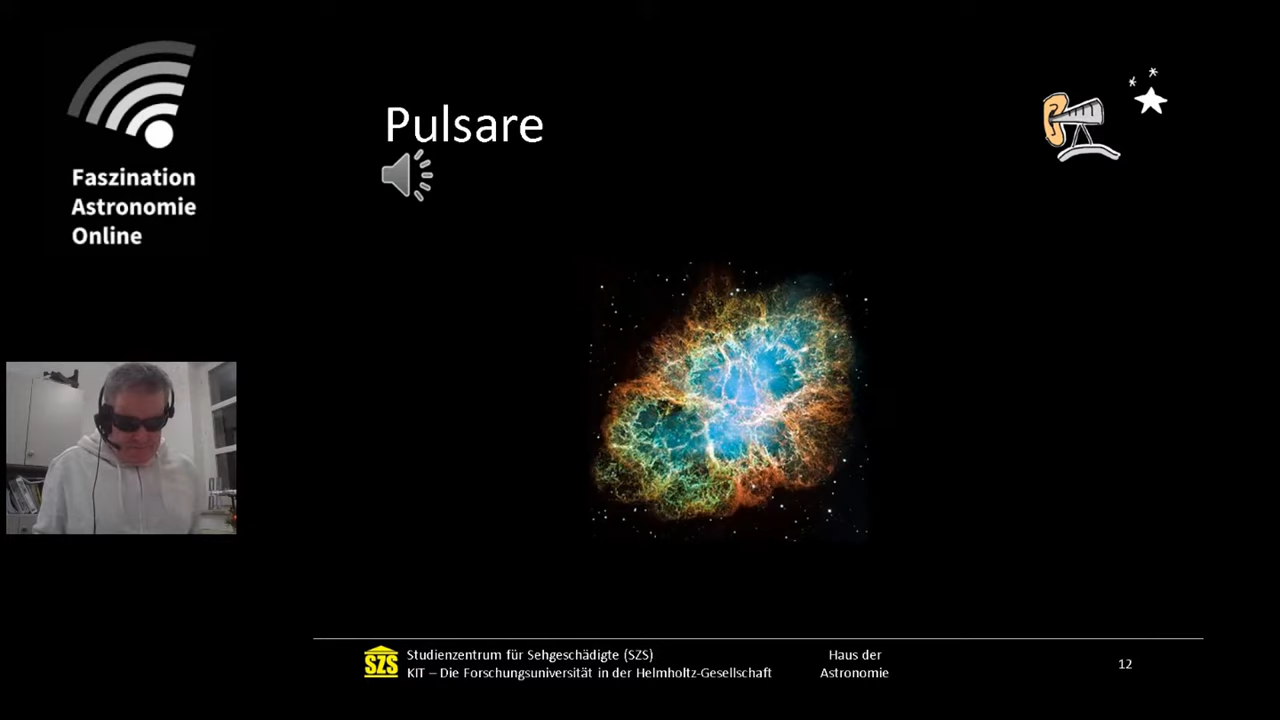 Faszination
Astronomie
Online
Pulsare
SZS
Studienzentrum für Sehgeschädigte (SZS)
KIT – Die Forschungsuniversität in der Helmholtz-Gesellschaft
Haus der
Astronomie
12